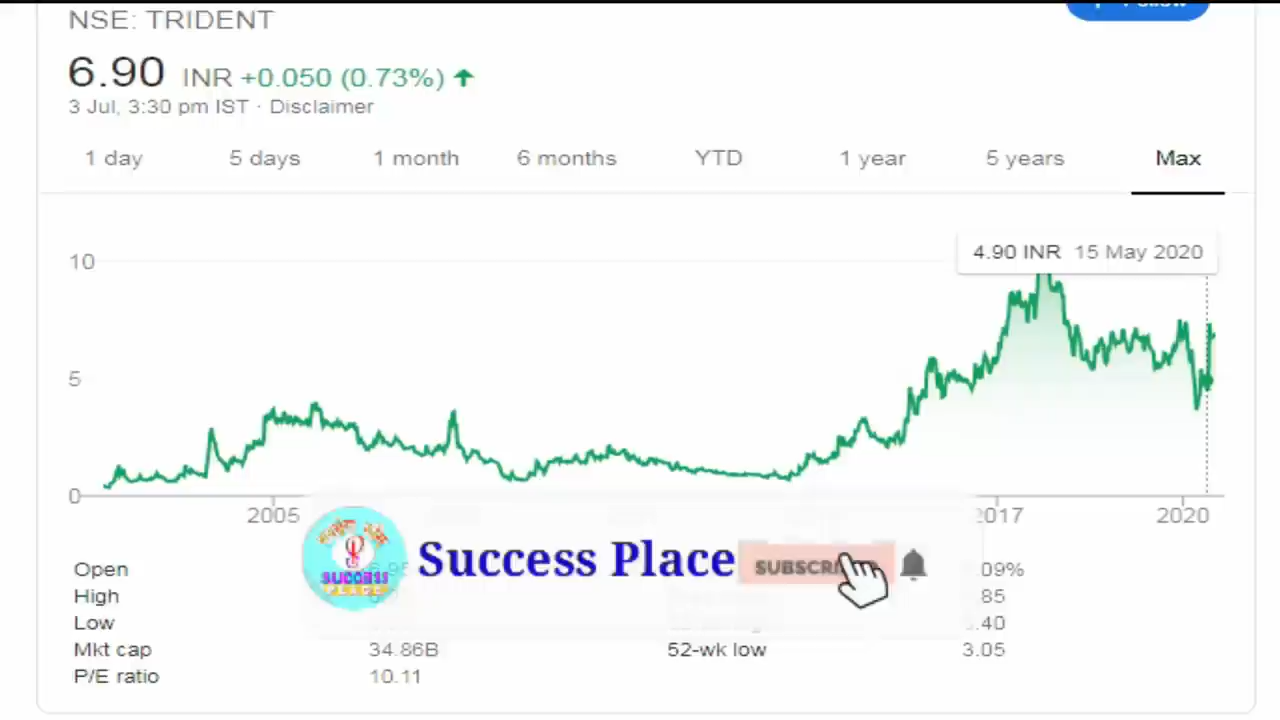 NSE: TRIDENT
6.90 INR +0.050 (0.73%)
3 Jul, 3:30 pm IST · Disclaimer
1 day 5 days 1 month 6 months YTD 1 year 5 years Max
4.90 INR 15 May 2020
10
5
0
2005 2017 2020
Success Place
SUCCESS
PLACE
Open
High
Low
Mkt cap 34.86B 52-wk low 3.05
P/E ratio 10.11